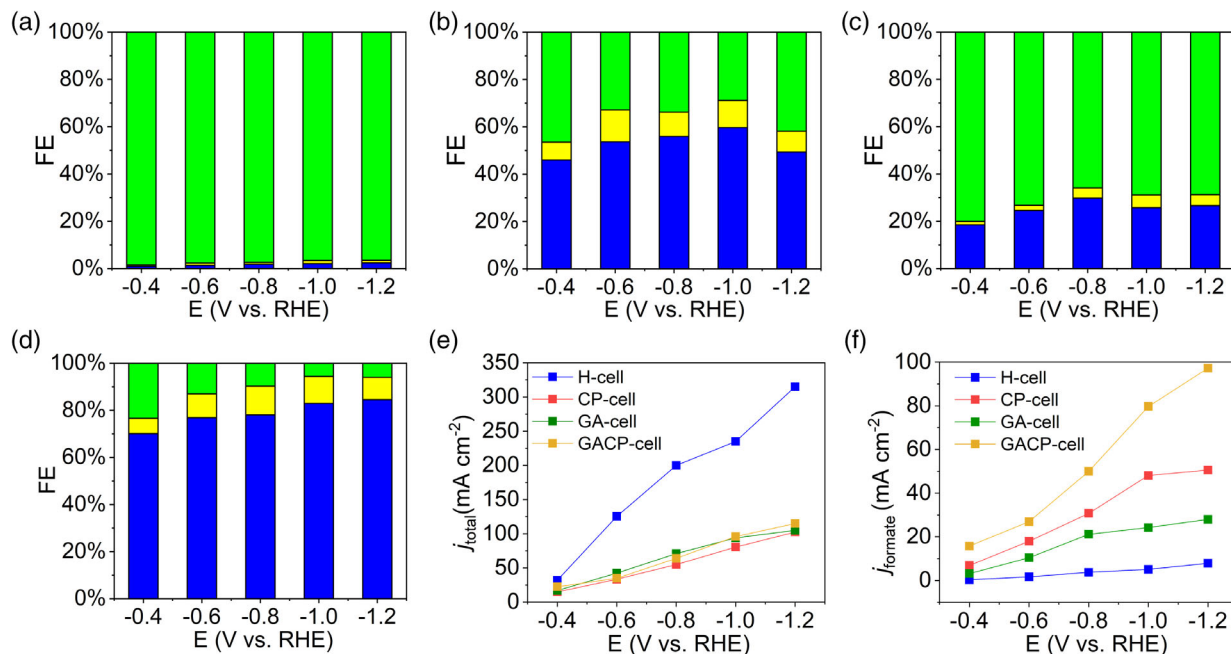 (a)
100%
80%
60%
40%
20%
0%
FE
-0.4 -0.6 -0.8 -1.0 -1.2
E (V vs. RHE)
(b)
100%
80%
60%
40%
20%
0%
FE
-0.4 -0.6 -0.8 -1.0 -1.2
E (V vs. RHE)
(c)
100%
80%
60%
40%
20%
0%
FE
-0.4 -0.6 -0.8 -1.0 -1.2
E (V vs. RHE)
(d)
100%
80%
60%
40%
20%
0%
FE
-0.4 -0.6 -0.8 -1.0 -1.2
E (V vs. RHE)
(e)
350
300
250
200
150
100
50
0
j_total(mA cm⁻²)
H-cell
CP-cell
GA-cell
GACP-cell
-0.4 -0.6 -0.8 -1.0 -1.2
E (V vs. RHE)
(f)
100
80
60
40
20
0
j_formate (mA cm⁻²)
H-cell
CP-cell
GA-cell
GACP-cell
-0.4 -0.6 -0.8 -1.0 -1.2
E (V vs. RHE)